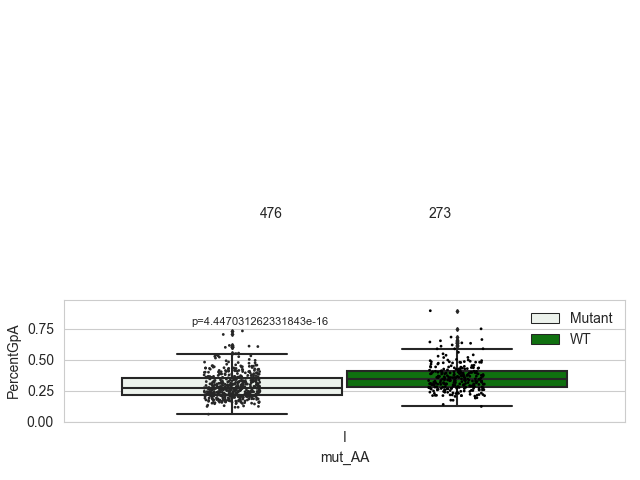 476 273
p=4.447031262331843e-16
Mutant
WT
PercentGpA
0.75
0.50
0.25
0.00
I
mut_AA